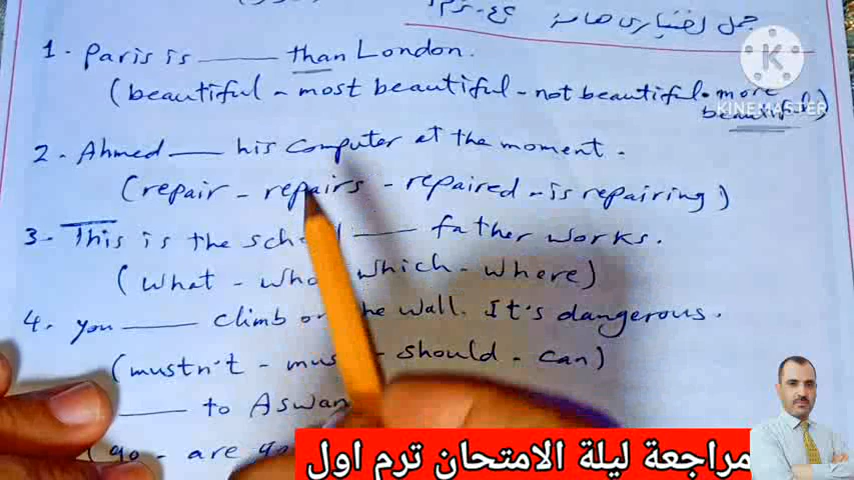 جمل اختيارى هامة
1 - Paris is ____ than London.
(beautiful - most beautiful - not beautiful - more beautiful)
K
KINEMASTER
2 - Ahmed ____ his computer at the moment.
(repair - repairs - repaired - is repairing)
3 - This is the school ____ father works.
(what - who which - where)
4. you ____ climb on the wall. It's dangerous.
(mustn't - mus - should - can)
____ to Aswan
(go - are go
مراجعة ليلة الامتحان ترم اول